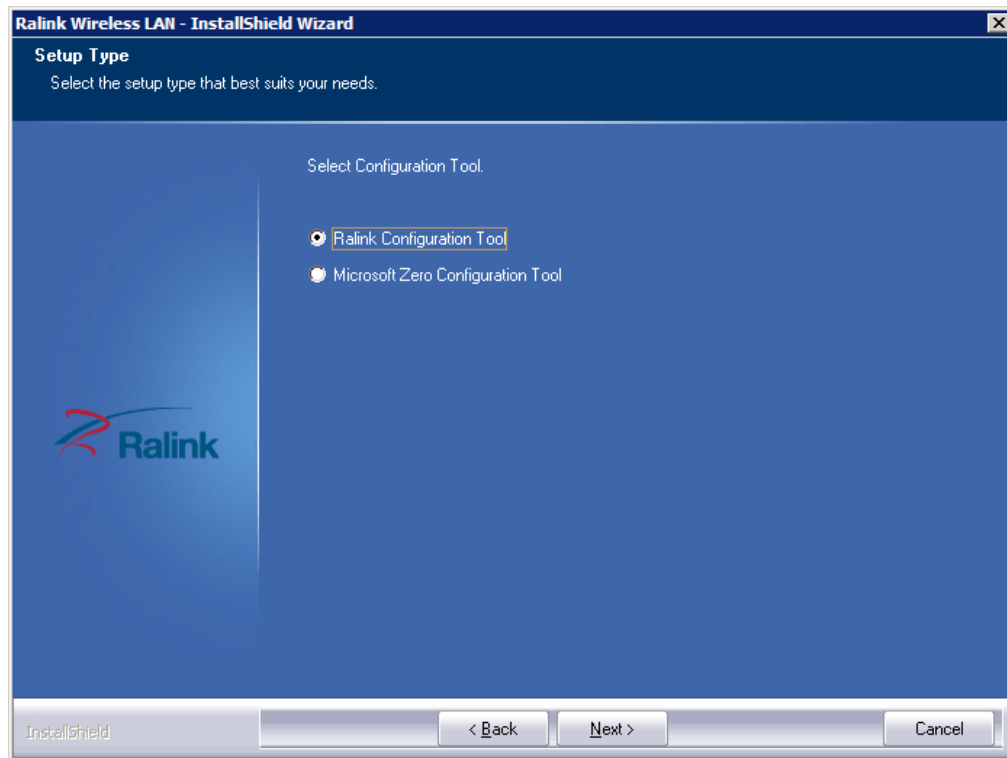 Ralink Wireless LAN - InstallShield Wizard
Setup Type
Select the setup type that best suits your needs.
Select Configuration Tool.
Ralink Configuration Tool
Microsoft Zero Configuration Tool
Ralink
InstallShield
< Back
Next >
Cancel